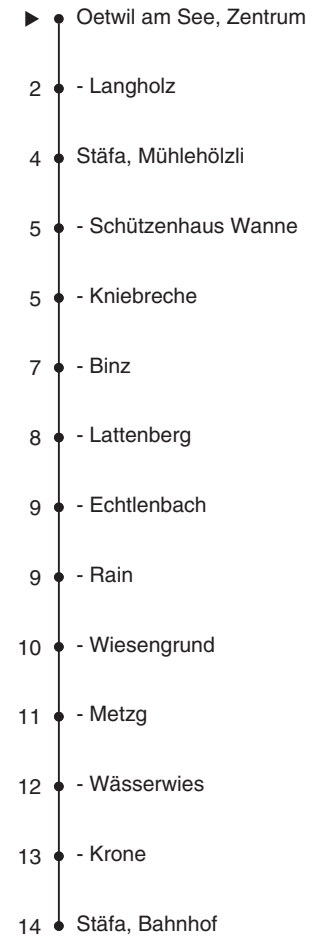 Oetwil am See, Zentrum
2 - Langholz
4 Stäfa, Mühlehölzli
5 - Schützenhaus Wanne
5 - Kniebreche
7 - Binz
8 - Lattenberg
9 - Echtlenbach
9 - Rain
10 - Wiesengrund
11 - Metzg
12 - Wässerwies
13 - Krone
14 Stäfa, Bahnhof